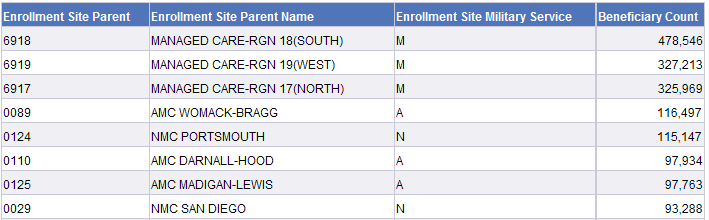 Enrollment Site Parent Enrollment Site Parent Name Enrollment Site Military Service Beneficiary Count
6918 MANAGED CARE-RGN 18(SOUTH) M 478,546
6919 MANAGED CARE-RGN 19(WEST) M 327,213
6917 MANAGED CARE-RGN 17(NORTH) M 325,969
0089 AMC WOMACK-BRAGG A 116,497
0124 NMC PORTSMOUTH N 115,147
0110 AMC DARNALL-HOOD A 97,934
0125 AMC MADIGAN-LEWIS A 97,763
0029 NMC SAN DIEGO N 93,288